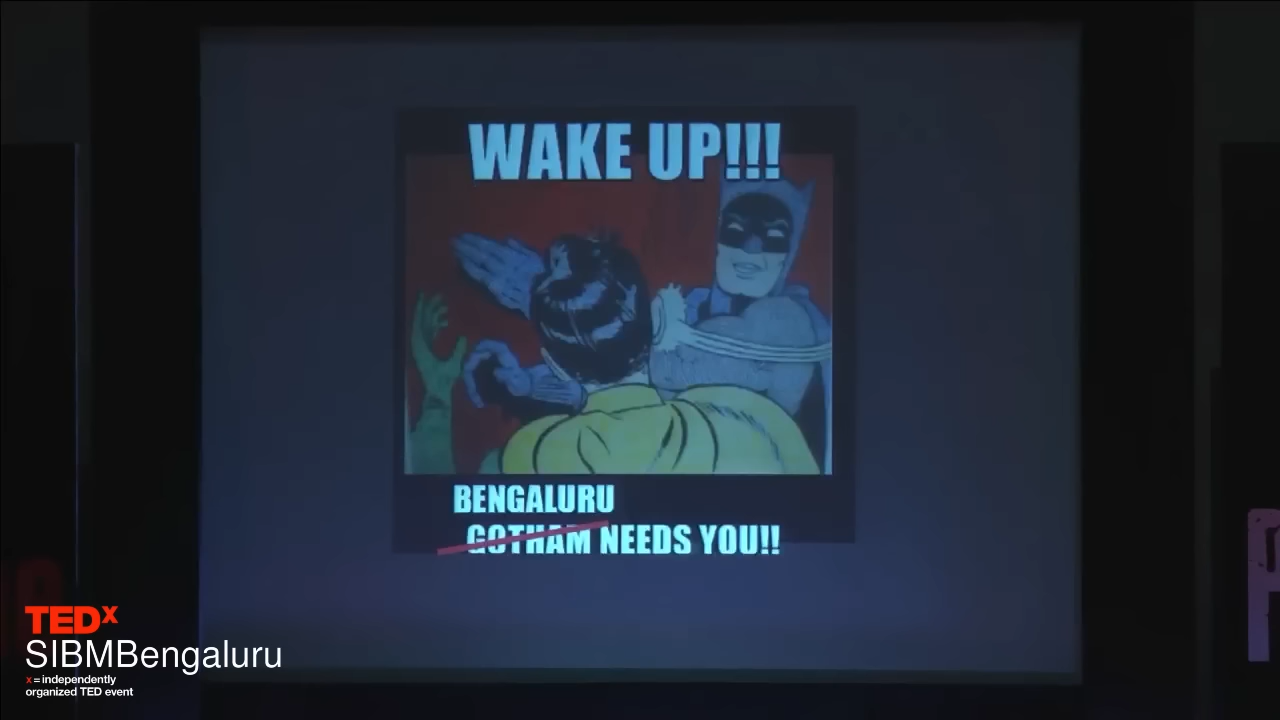 WAKE UP!!!
BENGALURU
GOTHAM NEEDS YOU!!
TEDx
SIBMBengaluru
x = independently
organized TED event